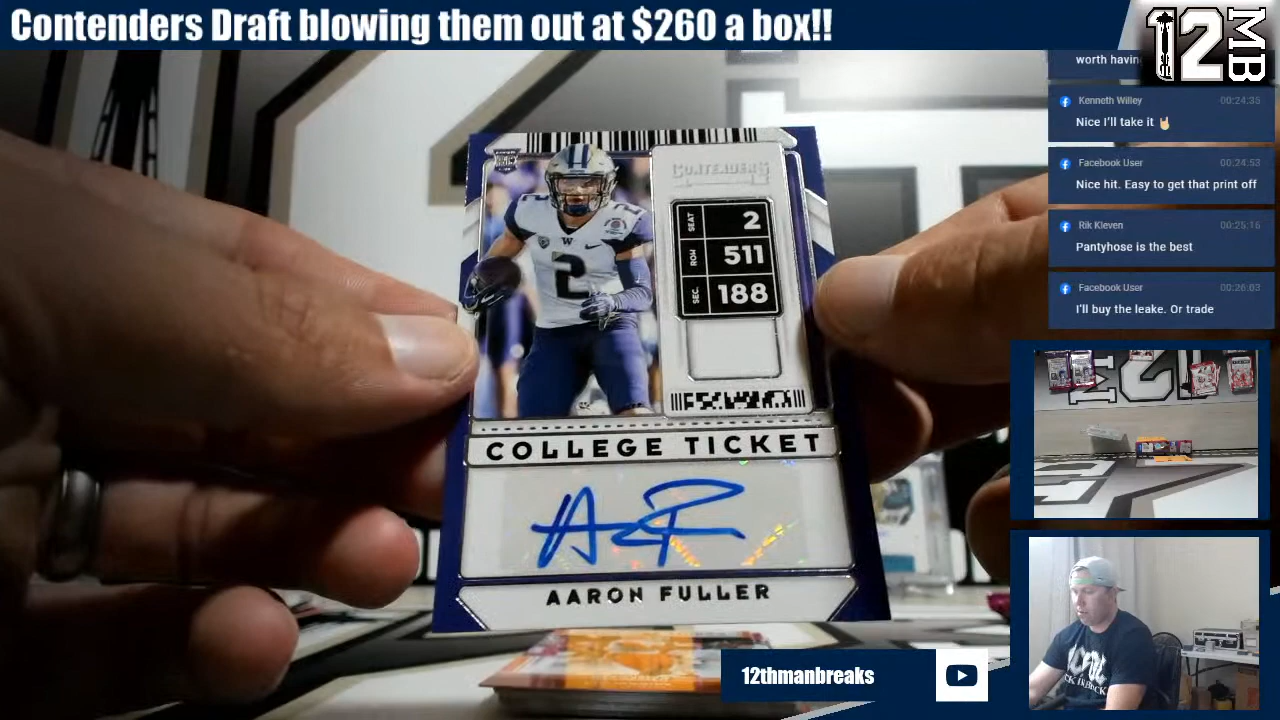 Contenders Draft blowing them out at $260 a box!!
12
MB
worth havin
Kenneth Willey 00:24:35
Nice I'll take it 🤘
Facebook User 00:24:53
Nice hit. Easy to get that print off
Rik Kleven 00:25:16
Pantyhose is the best
Facebook User 00:26:03
I'll buy the leake. Or trade
CONTENDERS
SEAT 2
ROW 511
SEC. 188
W
2
COLLEGE TICKET
AARON FULLER
12thmanbreaks